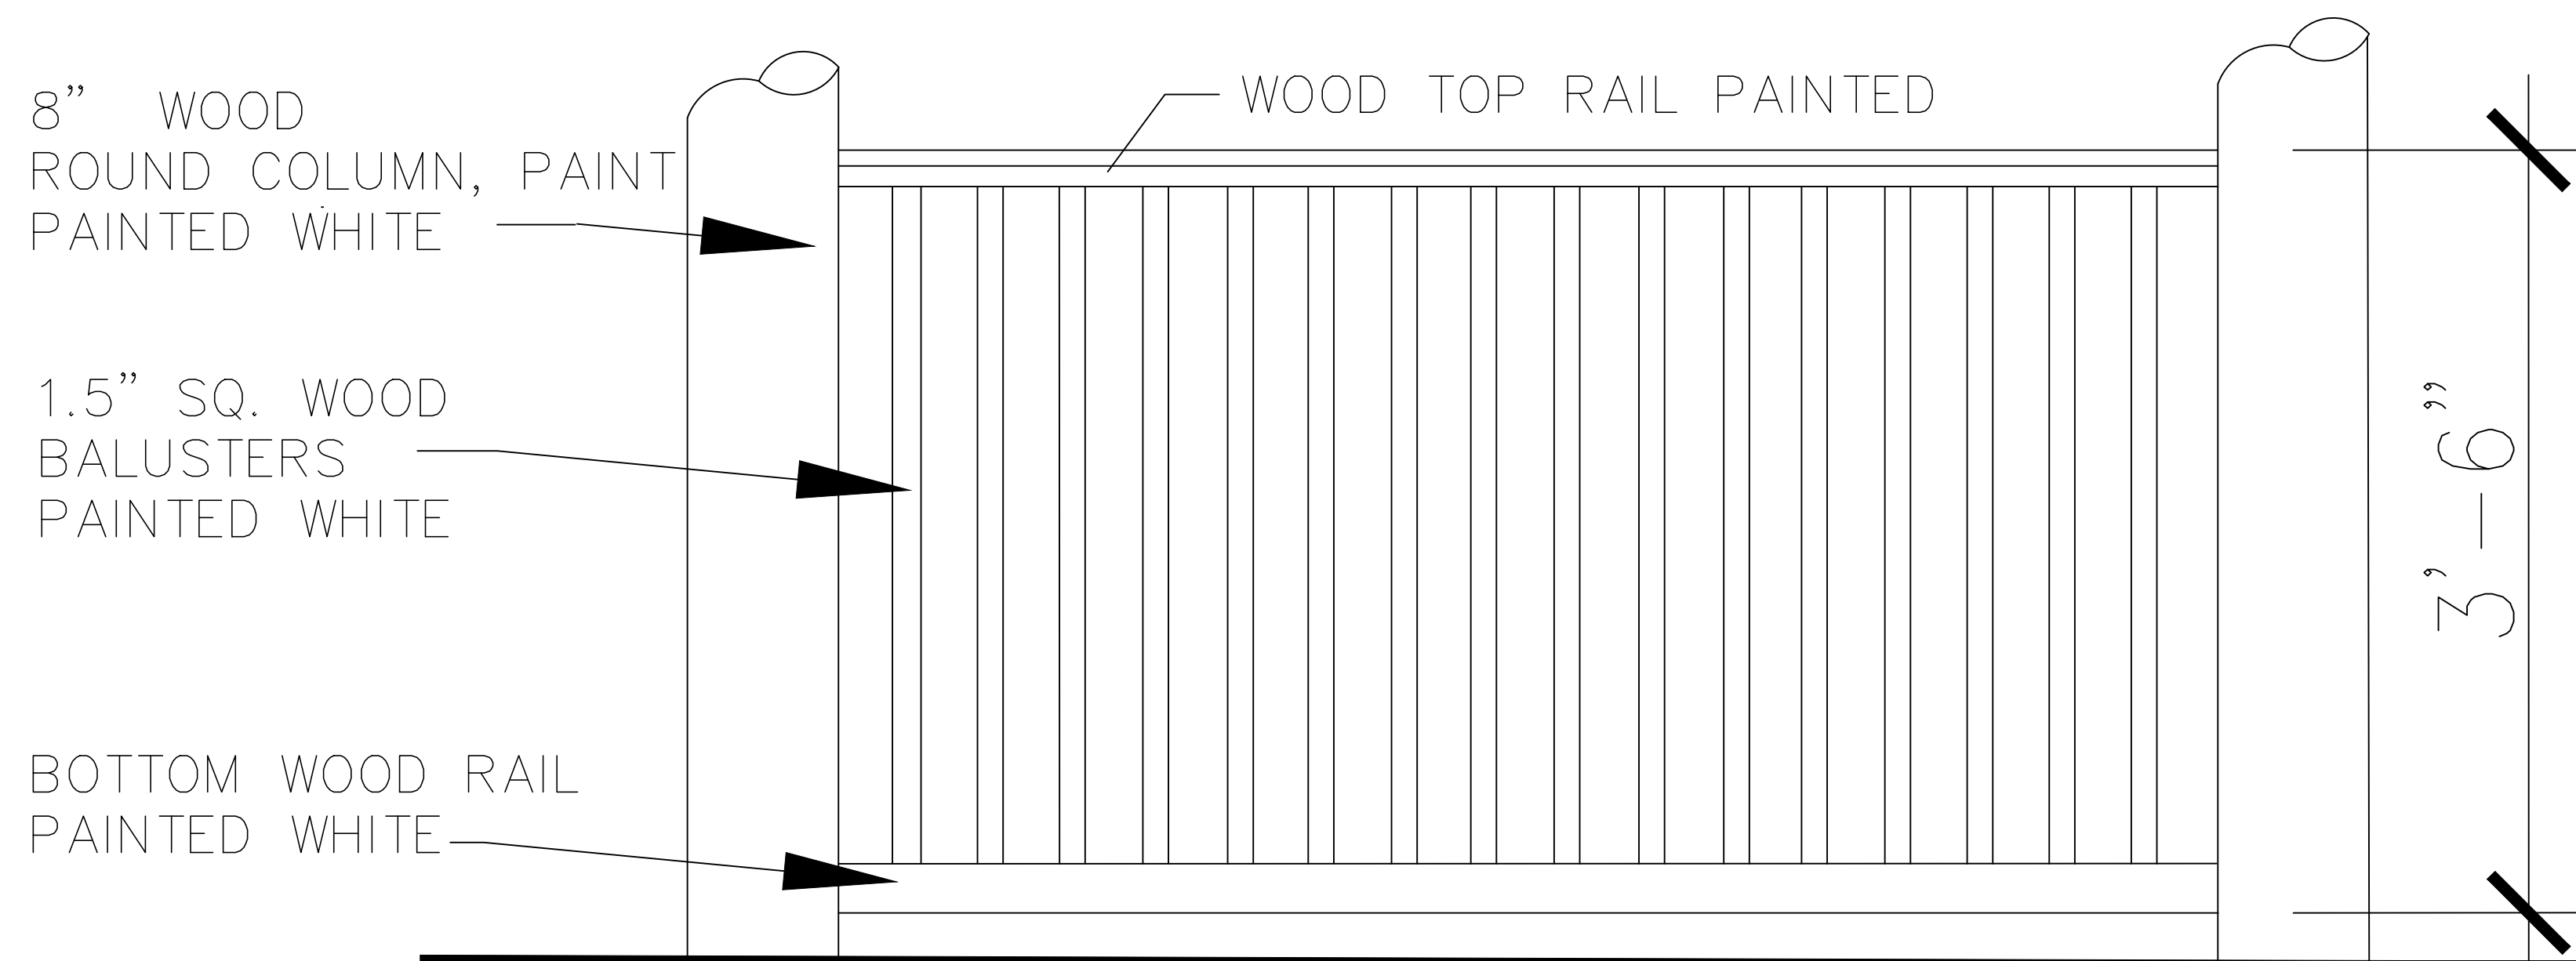 8" WOOD
ROUND COLUMN, PAINT
PAINTED WHITE
WOOD TOP RAIL PAINTED
1.5" SQ. WOOD
BALUSTERS
PAINTED WHITE
3'-6"
BOTTOM WOOD RAIL
PAINTED WHITE